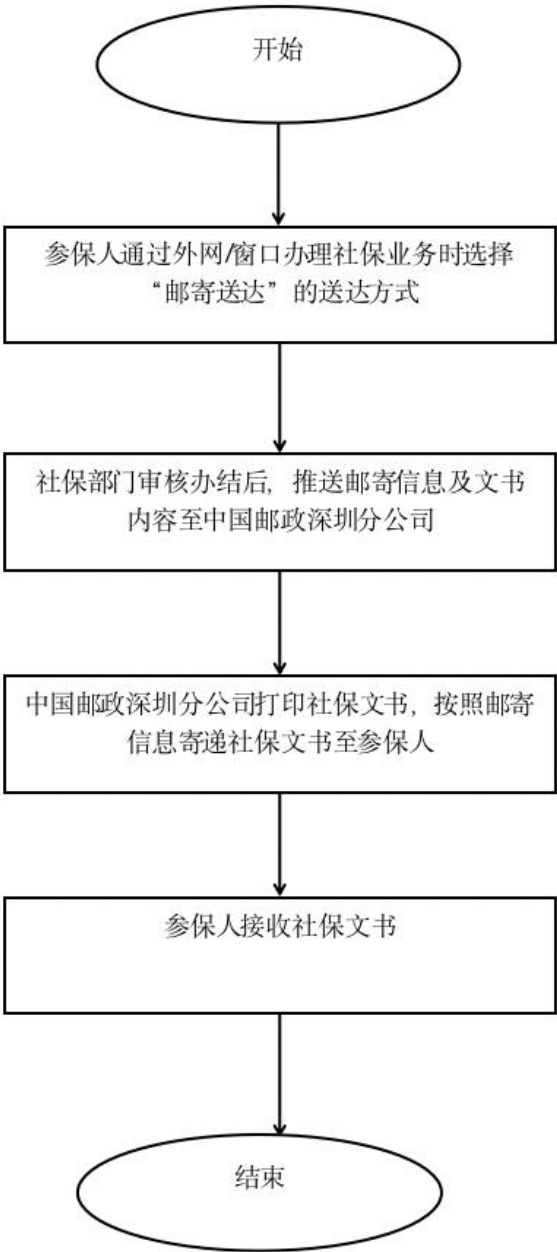 开始
参保人通过外网/窗口办理社保业务时选择
“邮寄送达”的送达方式
社保部门审核办结后，推送邮寄信息及文书
内容至中国邮政深圳分公司
中国邮政深圳分公司打印社保文书，按照邮寄
信息寄递社保文书至参保人
参保人接收社保文书
结束